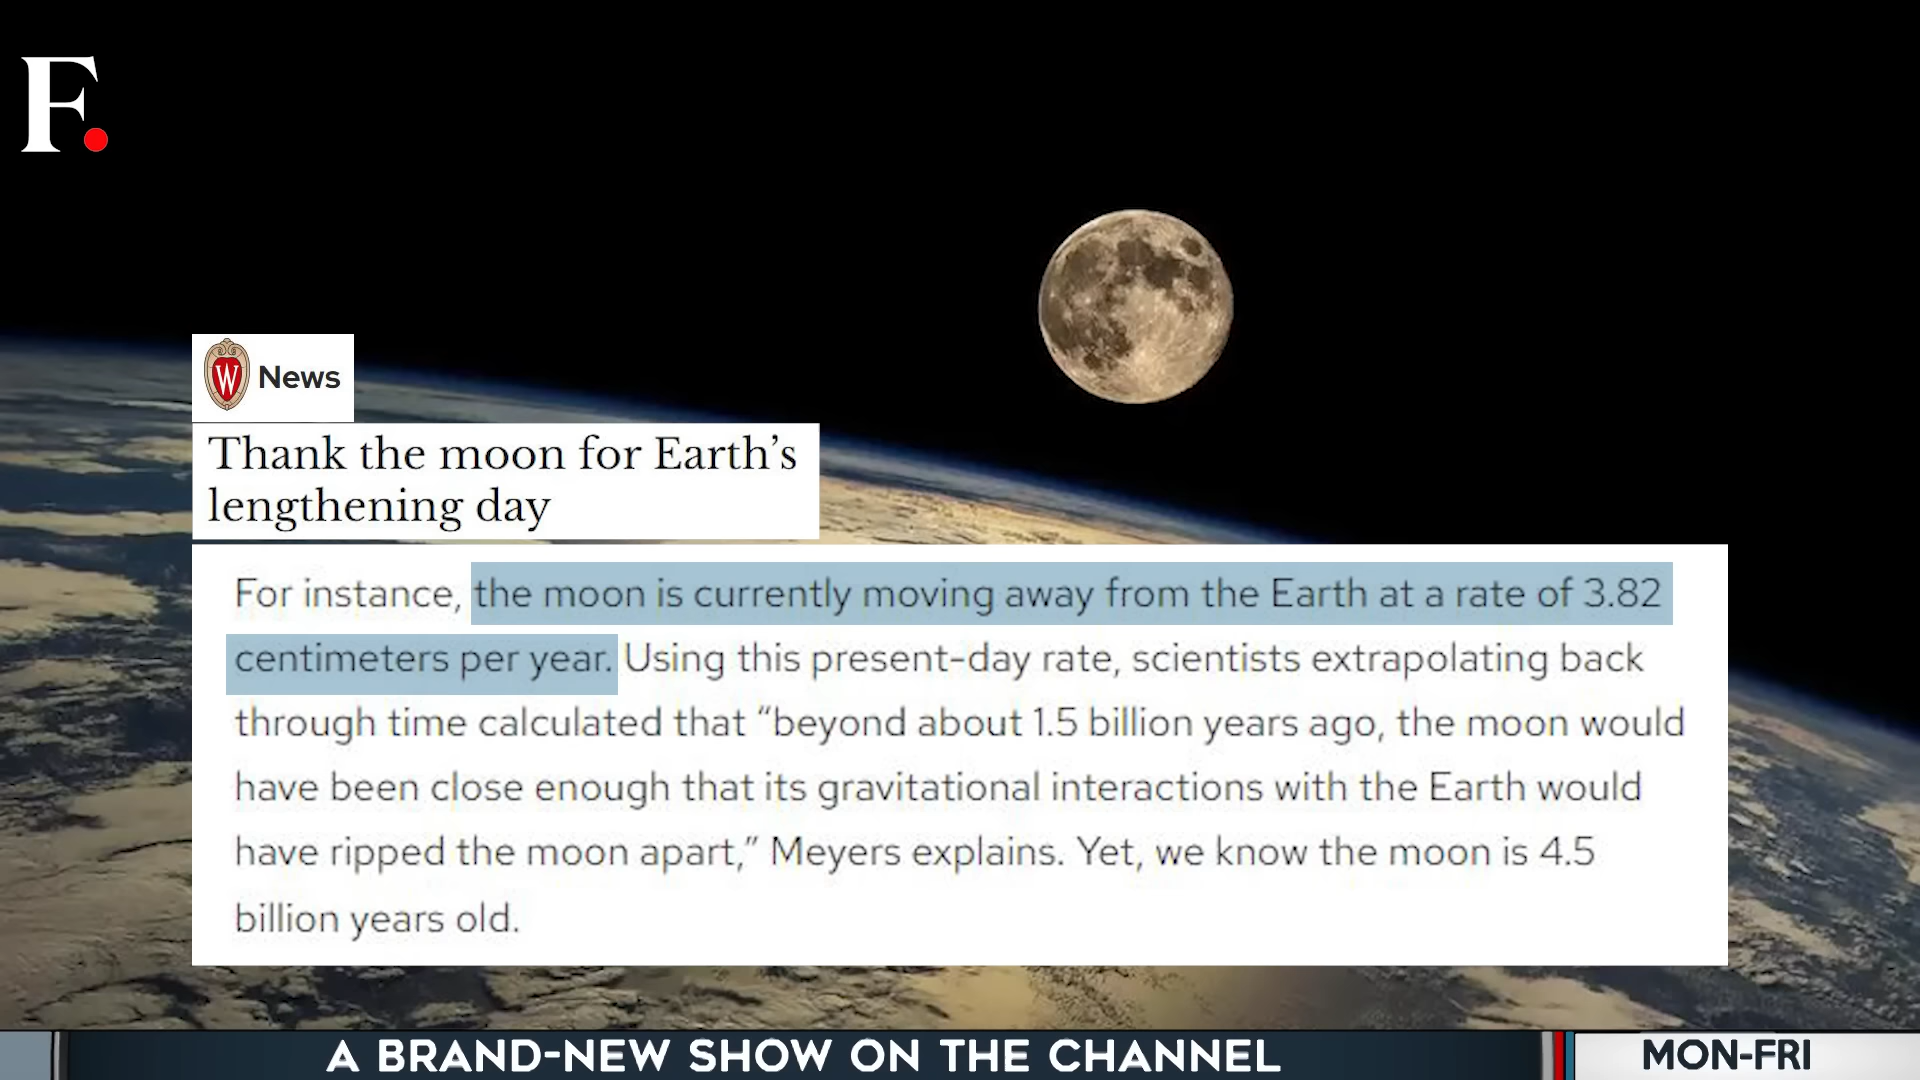 F.
W News
Thank the moon for Earth’s
lengthening day
For instance, the moon is currently moving away from the Earth at a rate of 3.82
centimeters per year. Using this present-day rate, scientists extrapolating back
through time calculated that “beyond about 1.5 billion years ago, the moon would
have been close enough that its gravitational interactions with the Earth would
have ripped the moon apart,” Meyers explains. Yet, we know the moon is 4.5
billion years old.
A BRAND-NEW SHOW ON THE CHANNEL
MON-FRI